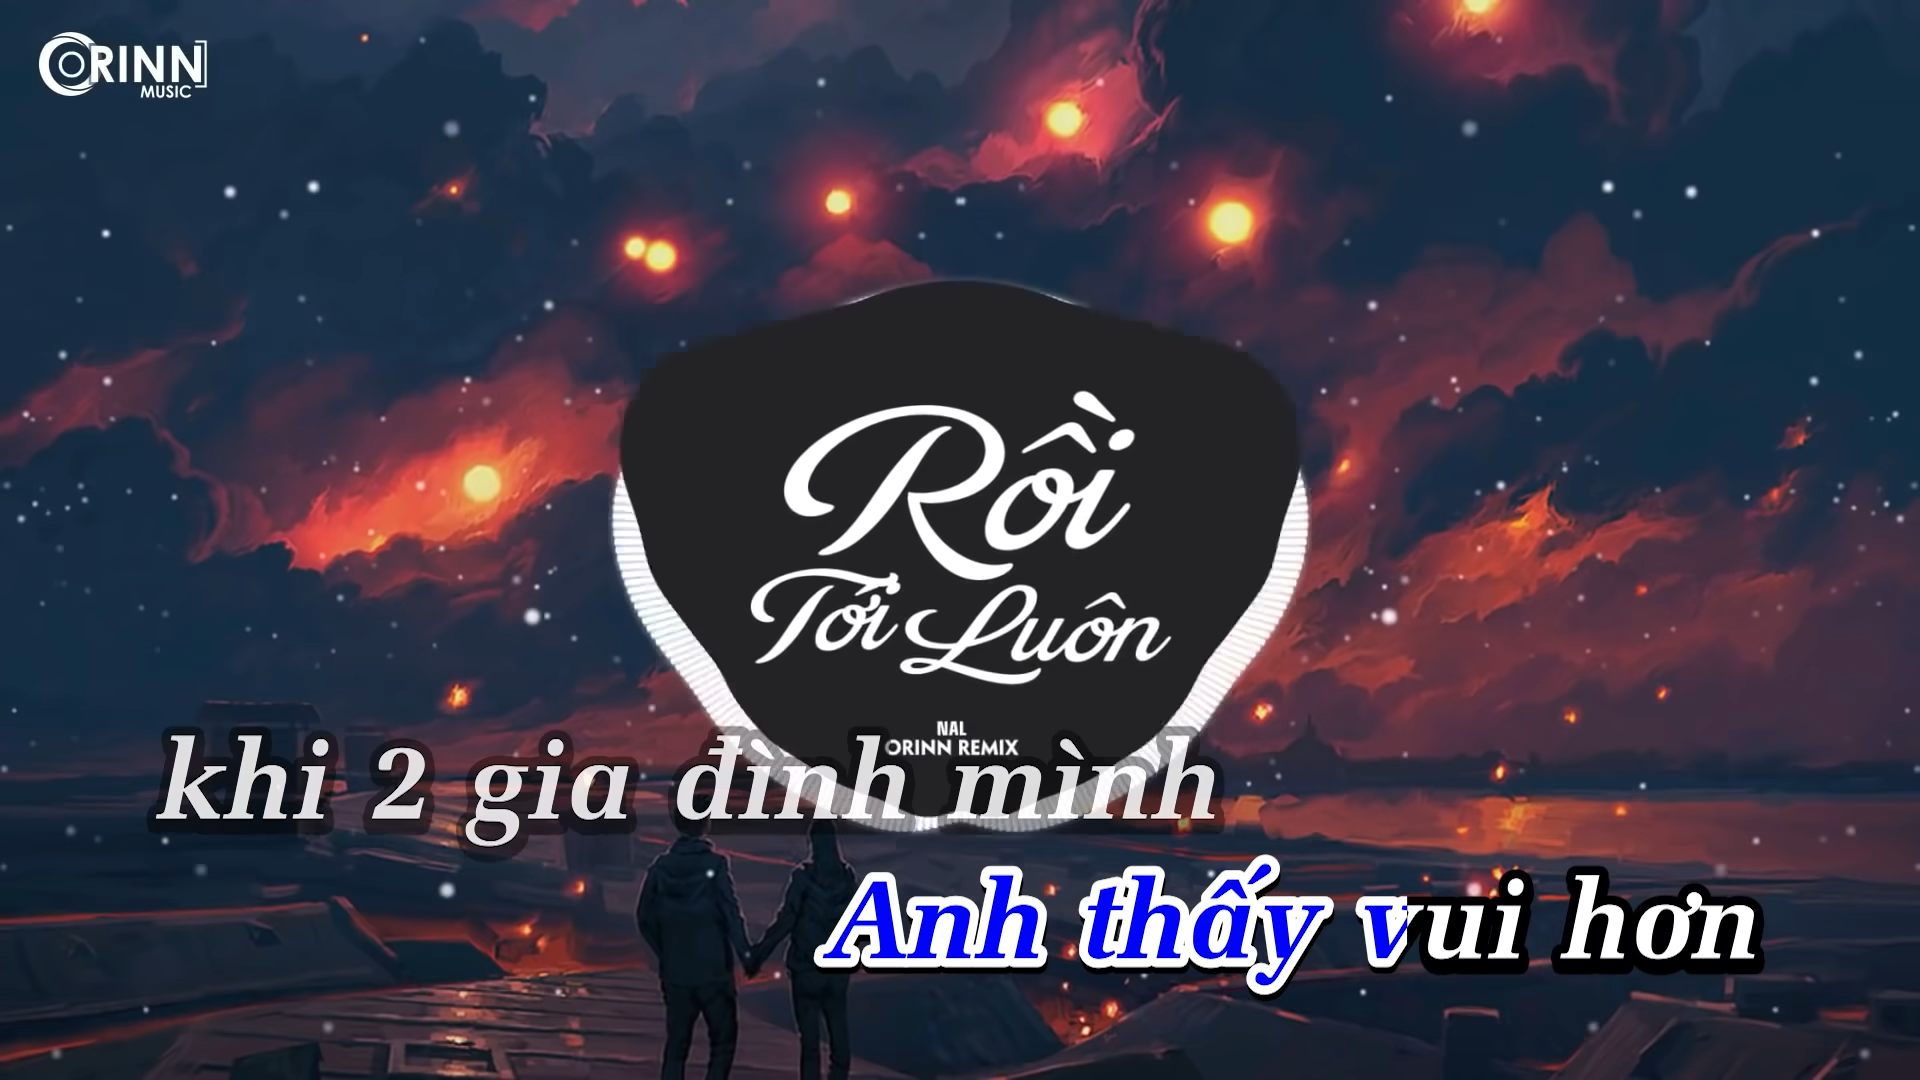 ORINN
MUSIC
Rồi
Tới Luôn
NAL
ORINN REMIX
khi 2 gia đình mình
Anh thấy vui hơn